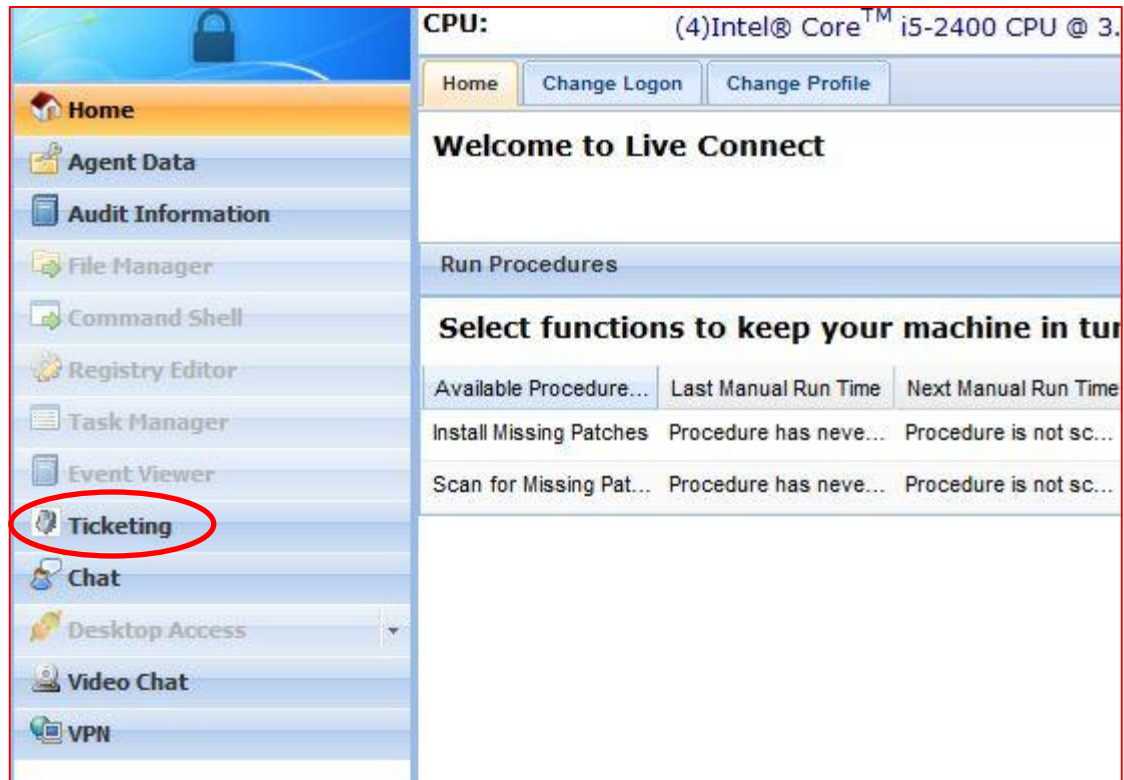 CPU: (4)Intel® Core™ i5-2400 CPU @ 3.
Home Change Logon Change Profile
Welcome to Live Connect
Run Procedures
Select functions to keep your machine in tu
Available Procedure... Last Manual Run Time Next Manual Run Time
Install Missing Patches Procedure has neve... Procedure is not sc...
Scan for Missing Pat... Procedure has neve... Procedure is not sc...
Home
Agent Data
Audit Information
File Manager
Command Shell
Registry Editor
Task Manager
Event Viewer
Ticketing
Chat
Desktop Access
Video Chat
VPN